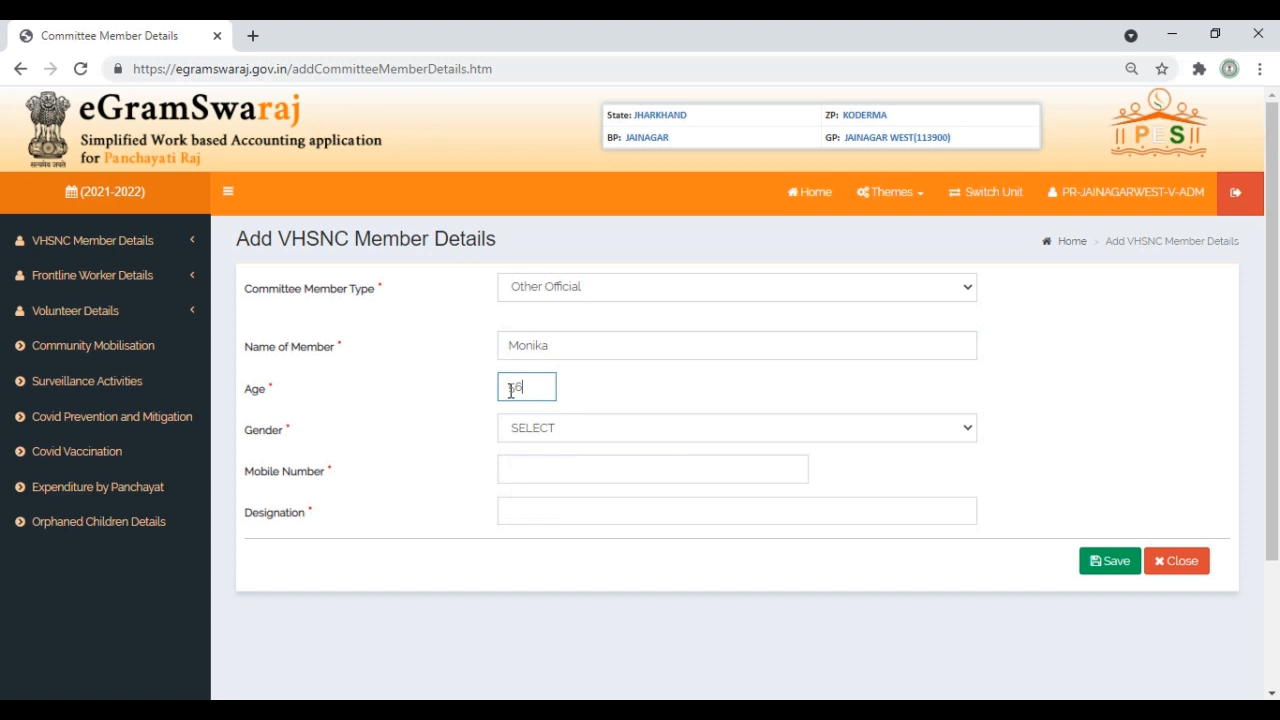 Committee Member Details
https://egramswaraj.gov.in/addCommitteeMemberDetails.htm
eGramSwaraj
Simplified Work based Accounting application
for Panchayati Raj
State: JHARKHAND
ZP: KODERMA
BP: JAINAGAR
GP: JAINAGAR WEST(113900)
PES
(2021-2022)
Home
Themes
Switch Unit
PR-JAINAGARWEST-V-ADM
VHSNC Member Details
Frontline Worker Details
Volunteer Details
Community Mobilisation
Surveillance Activities
Covid Prevention and Mitigation
Covid Vaccination
Expenditure by Panchayat
Orphaned Children Details
Add VHSNC Member Details
Home > Add VHSNC Member Details
Committee Member Type *
Other Official
Name of Member *
Monika
Age *
Gender *
SELECT
Mobile Number *
Designation *
Save
Close